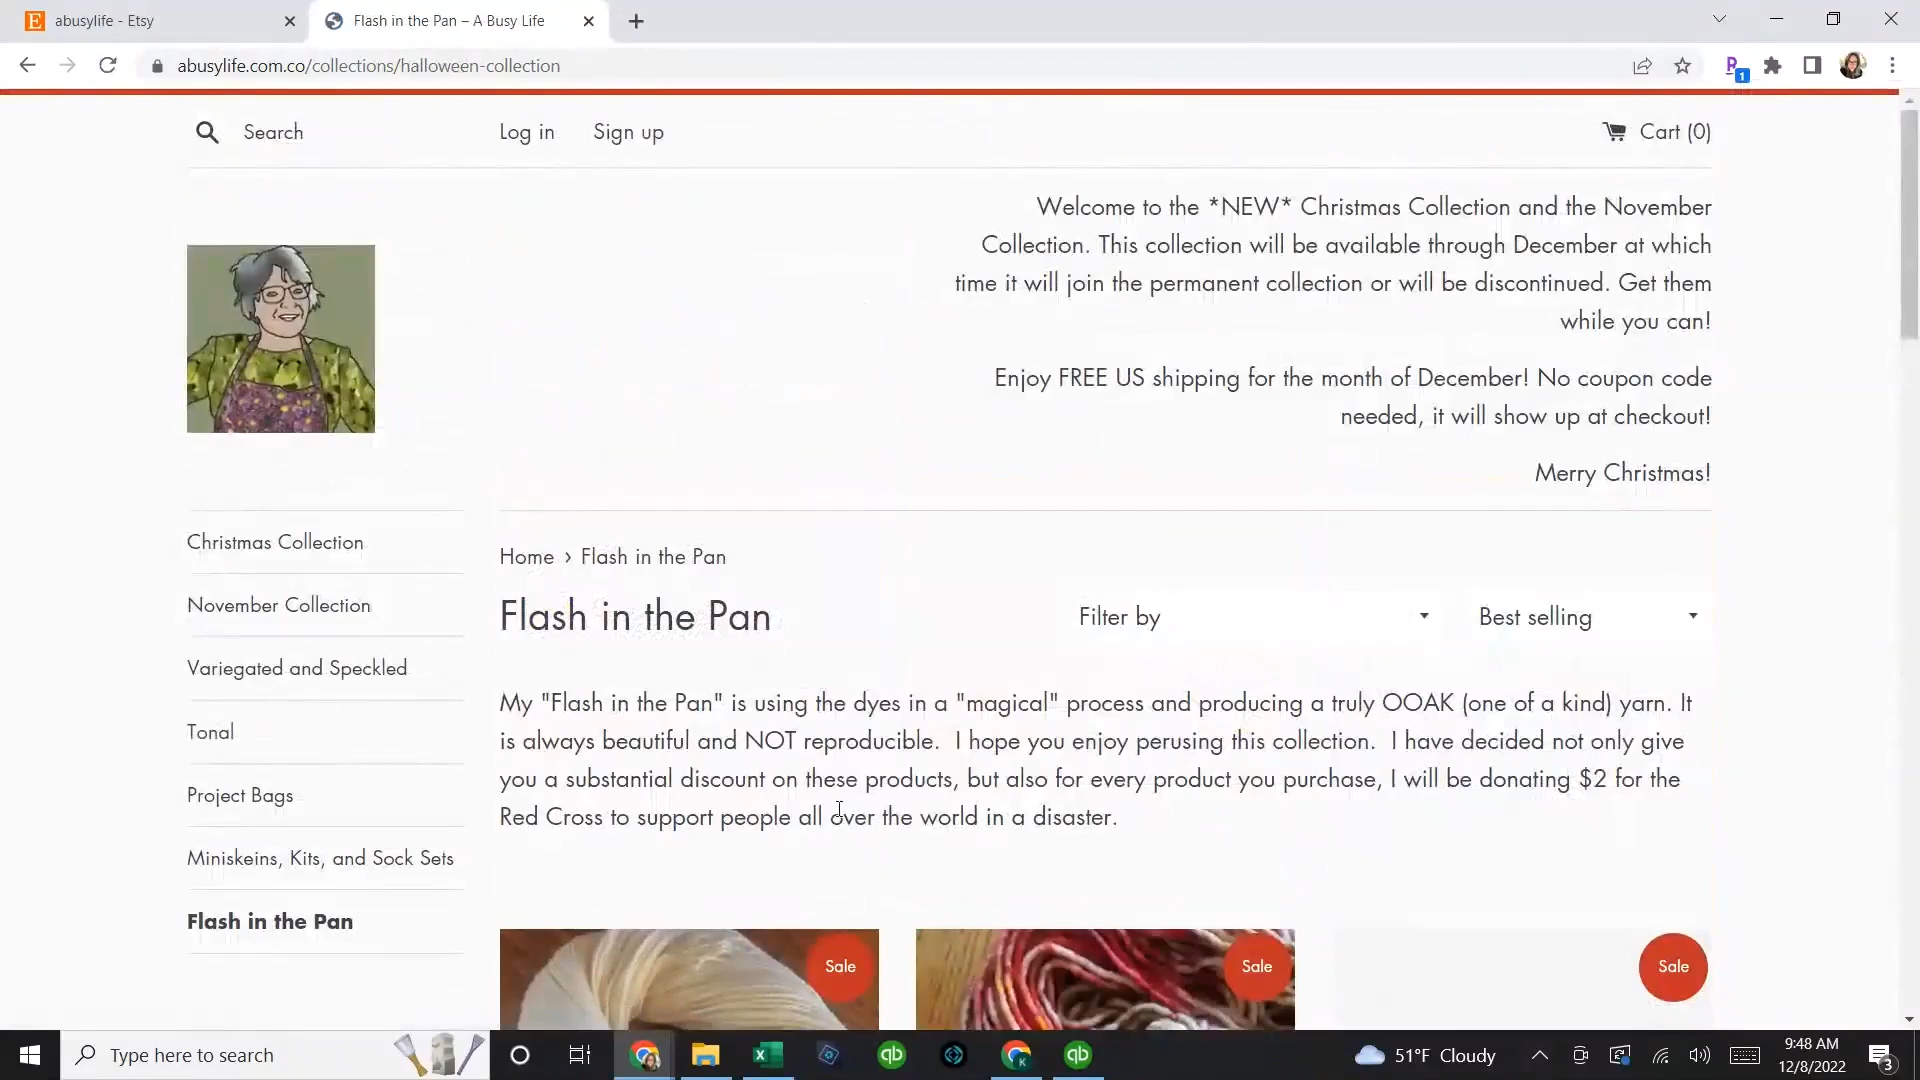 abusylife - Etsy
Flash in the Pan – A Busy Life
abusylife.com.co/collections/halloween-collection
1
Search
Log in
Sign up
Cart (0)
Welcome to the *NEW* Christmas Collection and the November
Collection. This collection will be available through December at which
time it will join the permanent collection or will be discontinued. Get them
while you can!
Enjoy FREE US shipping for the month of December! No coupon code
needed, it will show up at checkout!
Merry Christmas!
Christmas Collection
November Collection
Variegated and Speckled
Tonal
Project Bags
Miniskeins, Kits, and Sock Sets
Flash in the Pan
Home › Flash in the Pan
Flash in the Pan
Filter by
Best selling
My "Flash in the Pan" is using the dyes in a "magical" process and producing a truly OOAK (one of a kind) yarn. It
is always beautiful and NOT reproducible. I hope you enjoy perusing this collection. I have decided not only give
you a substantial discount on these products, but also for every product you purchase, I will be donating $2 for the
Red Cross to support people all over the world in a disaster.
Sale
Sale
Sale
Type here to search
qb
qb
51°F Cloudy
9:48 AM
12/8/2022
3